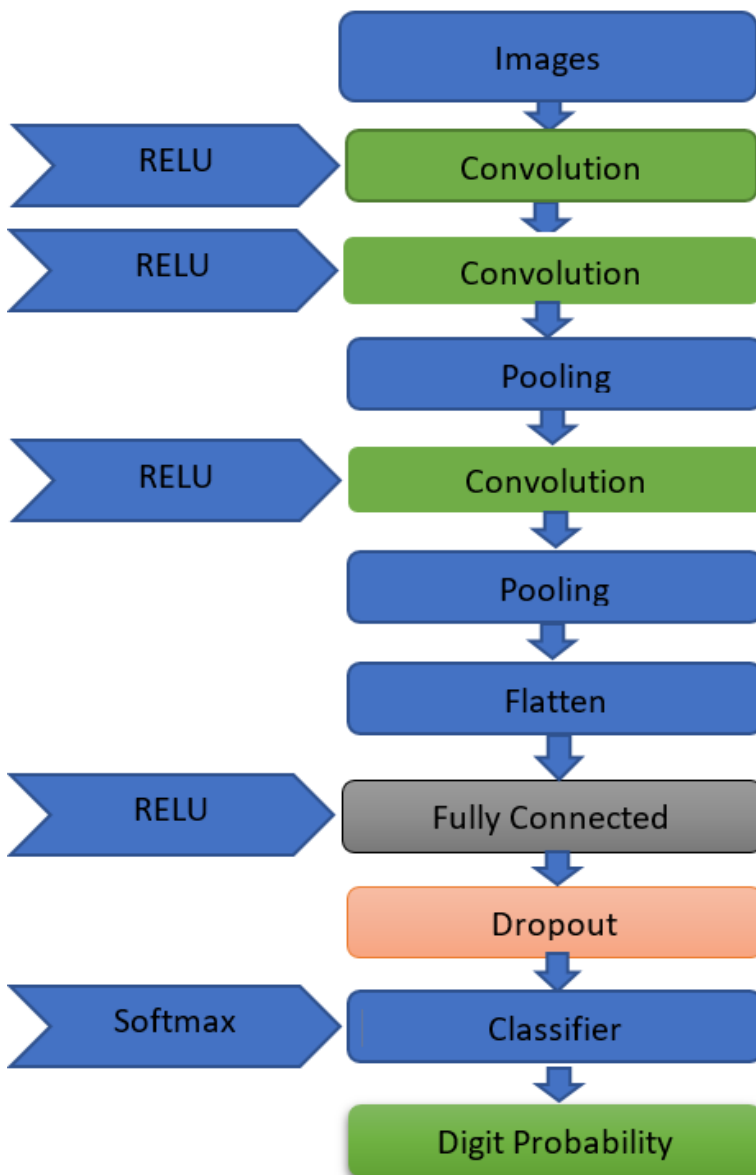 Images
RELU
Convolution
RELU
Convolution
Pooling
RELU
Convolution
Pooling
Flatten
RELU
Fully Connected
Dropout
Softmax
Classifier
Digit Probability